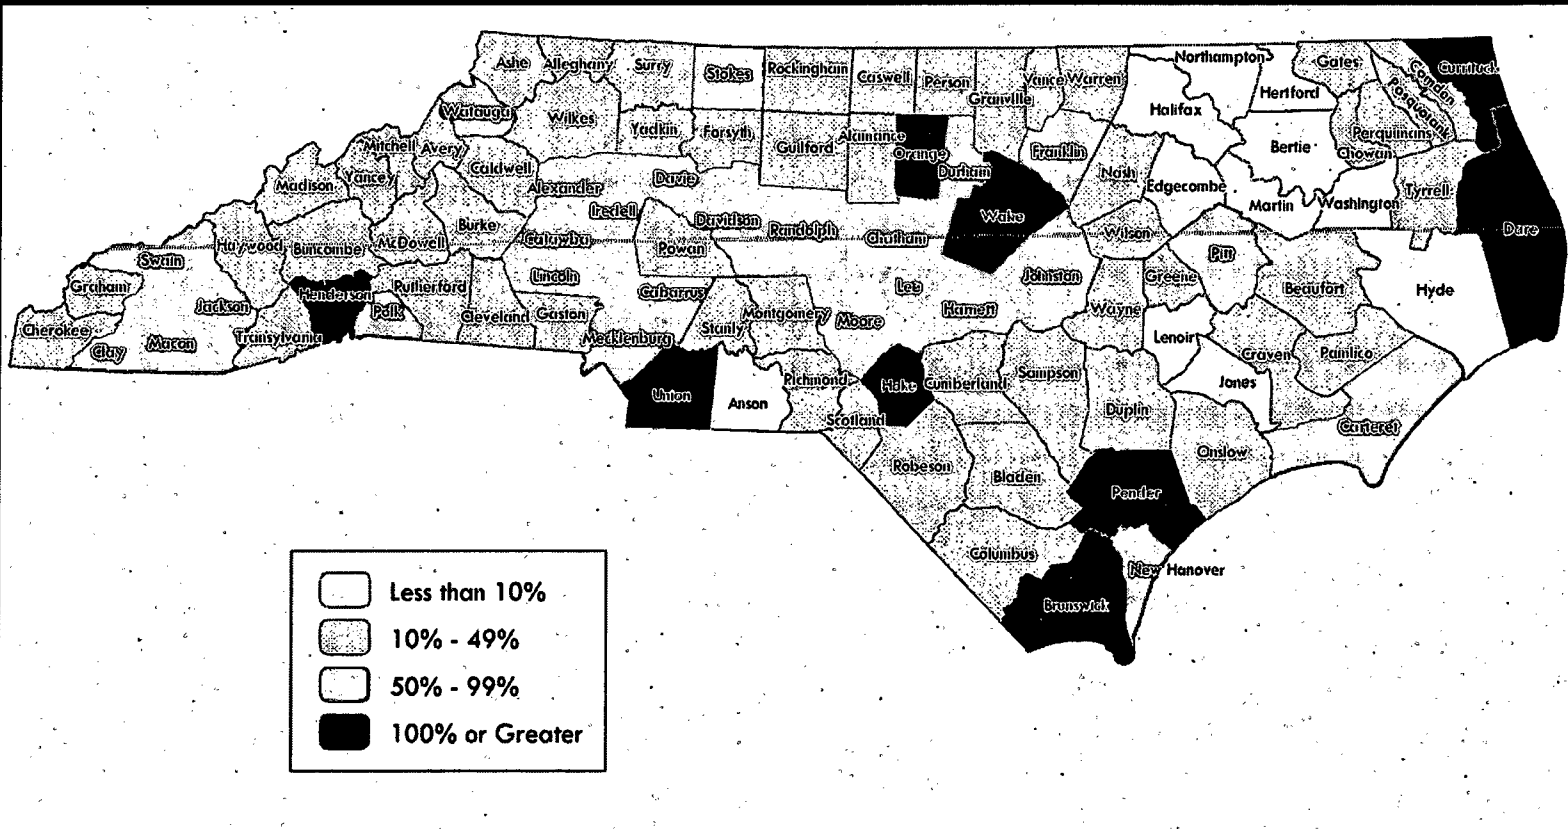 Ashe
Alleghany
Surry
Stokes
Rockingham
Caswell
Person
Granville
Vance
Warren
Northampton
Gates
Camden
Currituck
Pasquotank
Hertford
Halifax
Watauga
Wilkes
Yadkin
Forsyth
Guilford
Alamance
Orange
Durham
Franklin
Nash
Bertie
Perquimans
Chowan
Mitchell
Avery
Caldwell
Yancey
Madison
Alexander
Davie
Iredell
Davidson
Randolph
Chatham
Wake
Edgecombe
Martin
Washington
Tyrrell
Dare
Burke
McDowell
Buncombe
Haywood
Swain
Catawba
Rowan
Wilson
Pitt
Graham
Jackson
Henderson
Rutherford
Polk
Lincoln
Cabarrus
Lee
Johnston
Greene
Beaufort
Hyde
Cherokee
Clay
Macon
Transylvania
Cleveland
Gaston
Mecklenburg
Stanly
Montgomery
Moore
Harnett
Wayne
Lenoir
Craven
Pamlico
Jones
Union
Anson
Richmond
Scotland
Hoke
Cumberland
Sampson
Duplin
Carteret
Onslow
Robeson
Bladen
Pender
Columbus
New Hanover
Brunswick
Less than 10%
10% - 49%
50% - 99%
100% or Greater